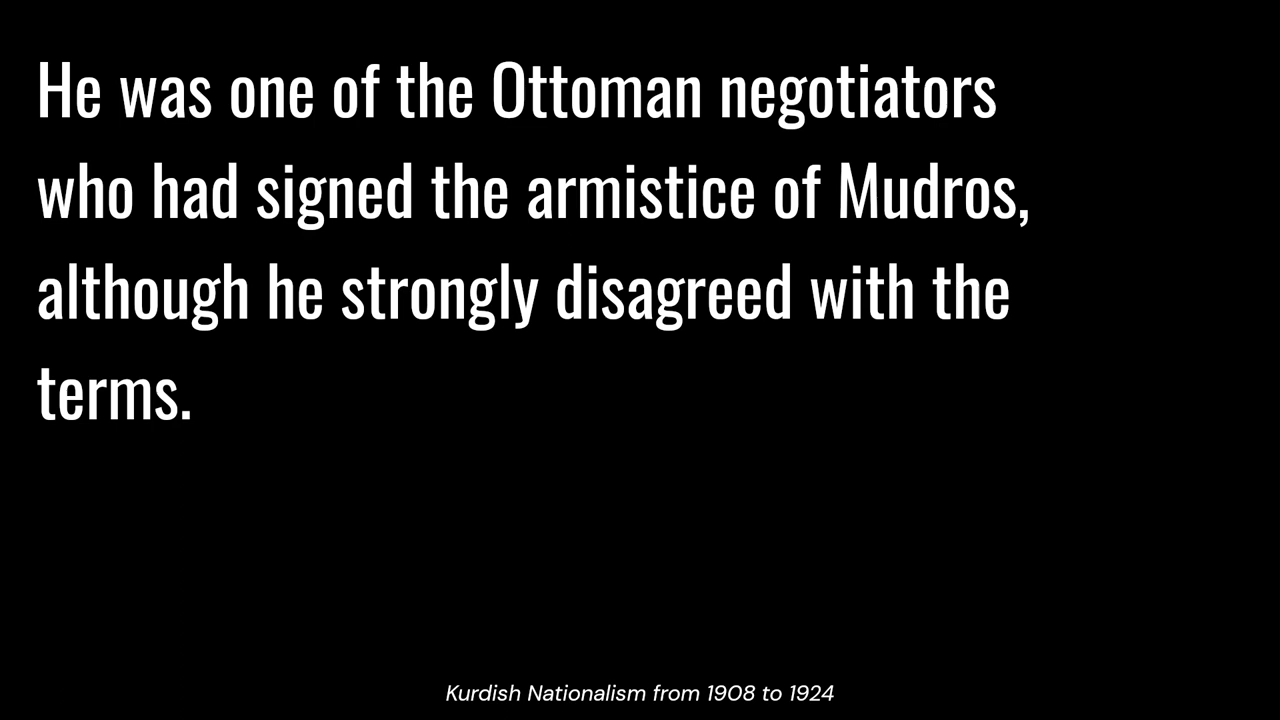 He was one of the Ottoman negotiators
who had signed the armistice of Mudros,
although he strongly disagreed with the
terms.
Kurdish Nationalism from 1908 to 1924